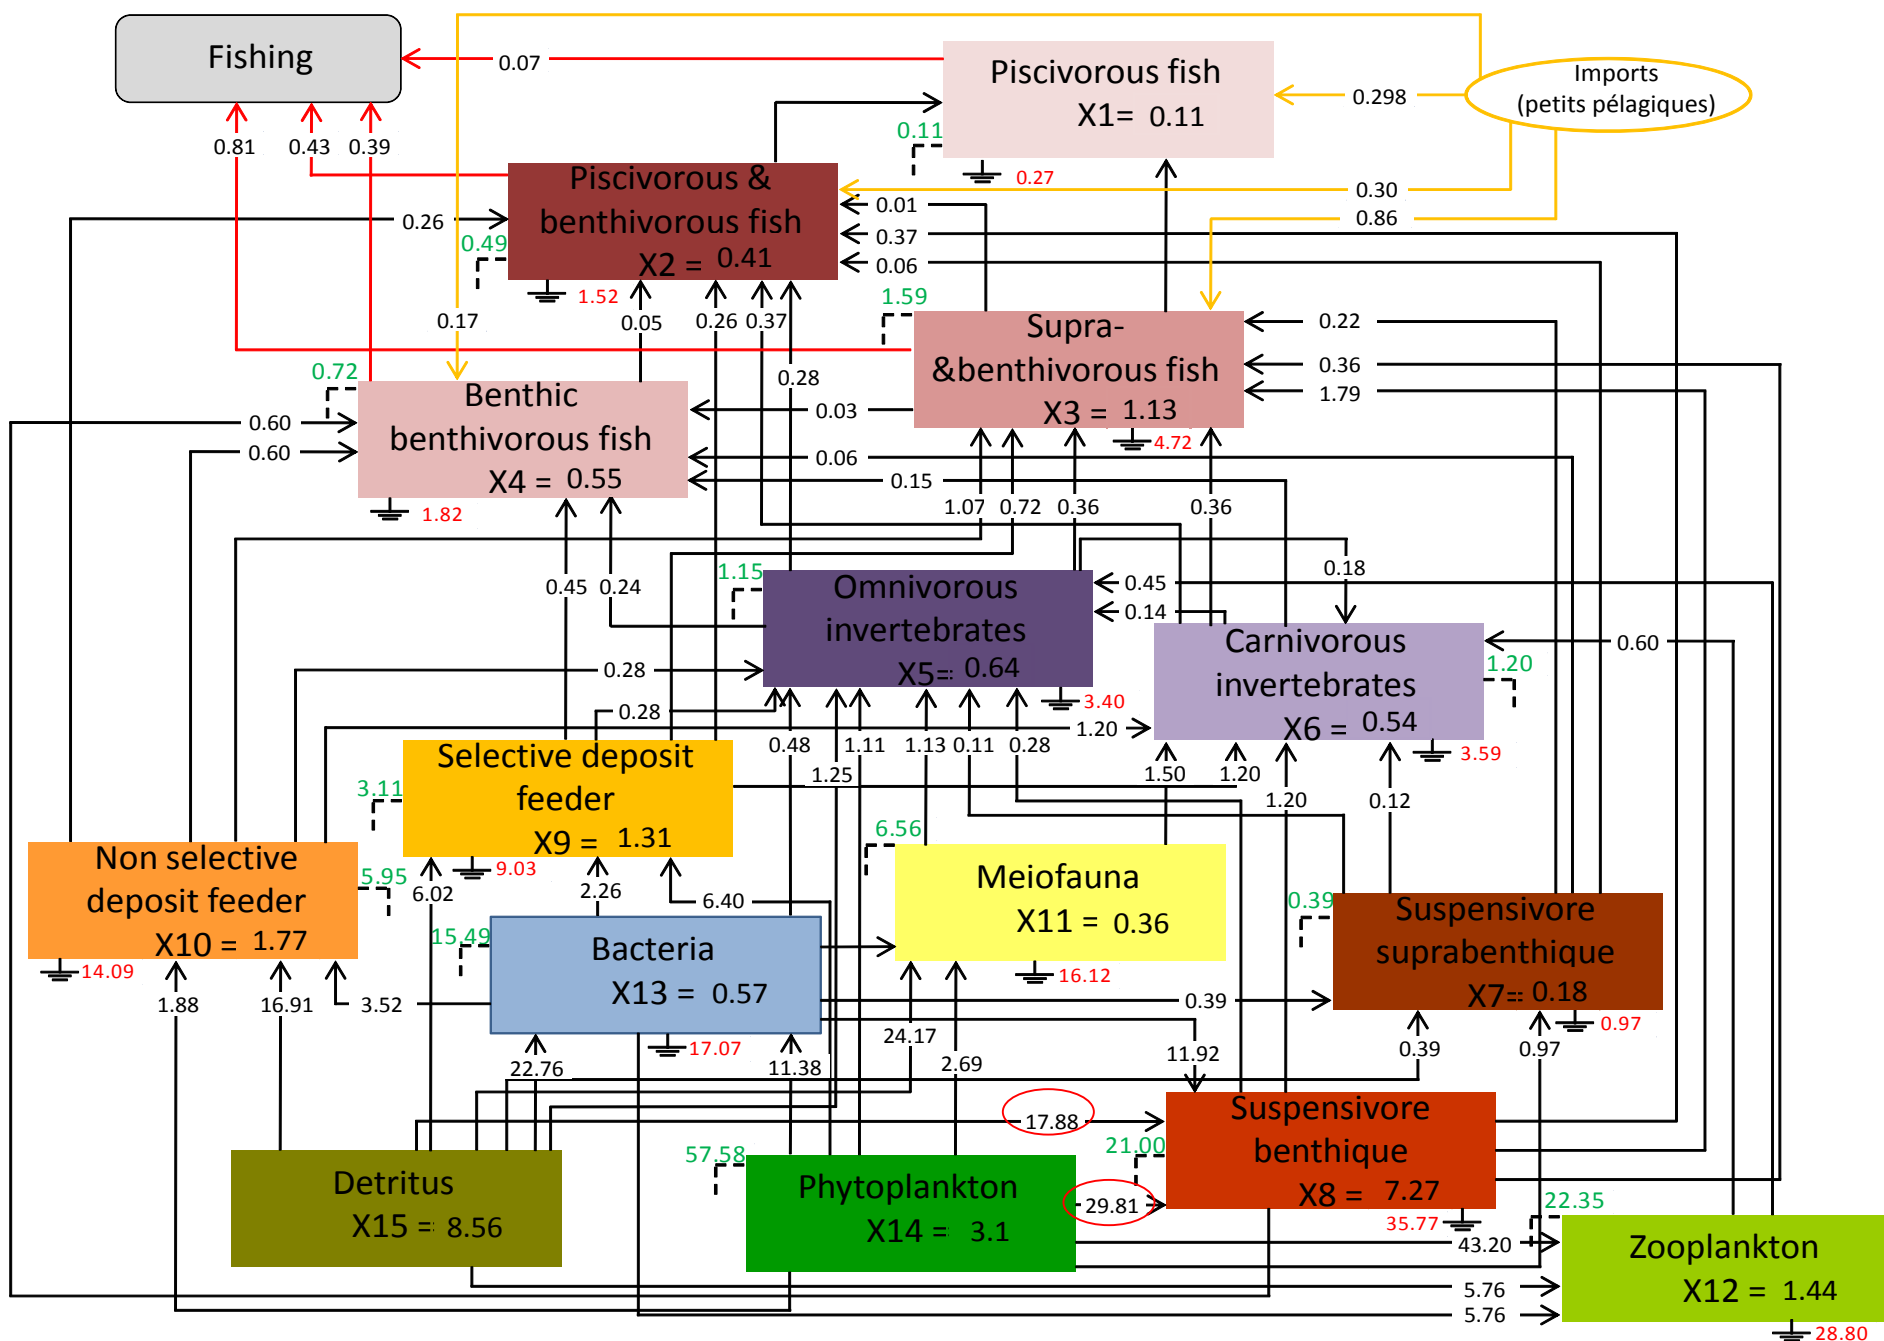 Fishing
0.07
Piscivorous fish
X1= 0.11
0.298
Imports
(petits pélagiques)
0.81
0.43
0.39
0.11
0.27
Piscivorous &
benthivorous fish
X2 = 0.41
0.26
0.49
1.52
0.01
0.37
0.06
0.30
0.86
0.17
0.05
0.26
0.37
0.28
1.59
Supra-
&benthivorous fish
X3 = 1.13
4.72
0.22
0.36
1.79
0.72
Benthic
benthivorous fish
X4 = 0.55
1.82
0.60
0.60
0.03
0.06
0.15
1.07
0.72
0.36
0.36
0.45
0.24
1.15
Omnivorous
invertebrates
X5= 0.64
3.40
0.45
0.14
0.18
Carnivorous
invertebrates
X6 = 0.54
3.59
0.60
1.20
0.28
0.28
0.48
1.25
1.11
1.13
0.11
0.28
1.20
1.50
1.20
1.20
0.12
Selective deposit
feeder
X9 = 1.31
3.11
9.03
Non selective
deposit feeder
X10 = 1.77
5.95
14.09
6.02
2.26
6.40
6.56
Meiofauna
X11 = 0.36
16.12
0.39
Suspensivore
suprabenthique
X7= 0.18
0.97
15.49
Bacteria
X13 = 0.57
17.07
1.88
16.91
3.52
22.76
11.38
24.17
2.69
0.39
11.92
0.39
0.97
17.88
29.81
Detritus
X15 = 8.56
57.58
Phytoplankton
X14 = 3.1
21.00
Suspensivore
benthique
X8 = 7.27
35.77
22.35
43.20
5.76
5.76
Zooplankton
X12 = 1.44
28.80